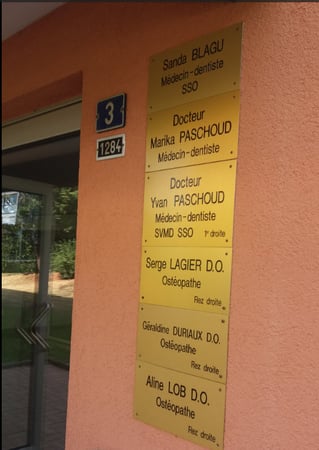 3
1284
Sanda BLAGU
Médecin-dentiste
SSO
Docteur
Marika PASCHOUD
Médecin-dentiste
Docteur
Yvan PASCHOUD
Médecin-dentiste
SVMD SSO 1er droite
Serge LAGIER D.O.
Ostéopathe
Rez droite
Géraldine DURIAUX D.O.
Ostéopathe
Rez droite
Aline LOB D.O.
Ostéopathe
Rez droite